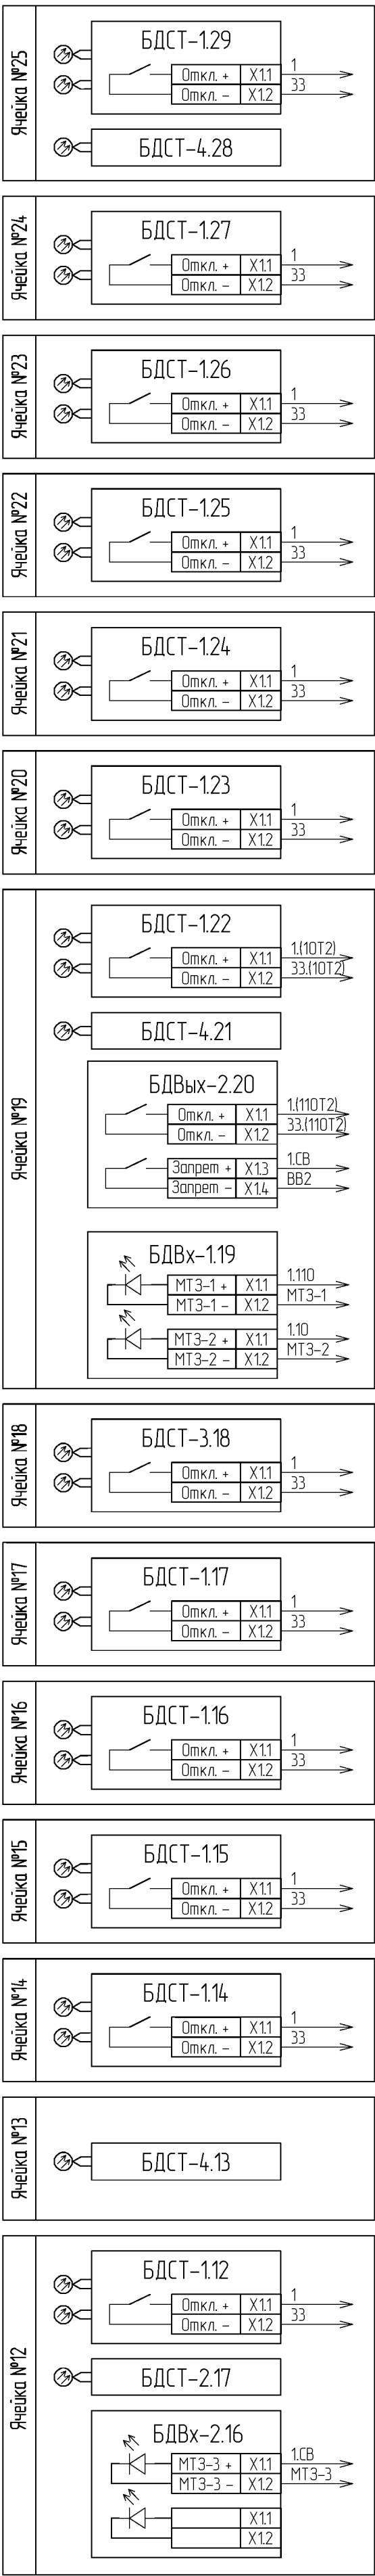 Ячейка №25
БДСТ-1.29
Откл. + X1.1 1
Откл. - X1.2 33
БДСТ-4.28
Ячейка №24
БДСТ-1.27
Откл. + X1.1 1
Откл. - X1.2 33
Ячейка №23
БДСТ-1.26
Откл. + X1.1 1
Откл. - X1.2 33
Ячейка №22
БДСТ-1.25
Откл. + X1.1 1
Откл. - X1.2 33
Ячейка №21
БДСТ-1.24
Откл. + X1.1 1
Откл. - X1.2 33
Ячейка №20
БДСТ-1.23
Откл. + X1.1 1
Откл. - X1.2 33
Ячейка №19
БДСТ-1.22
Откл. + X1.1 1.(10Т2)
Откл. - X1.2 33.(10Т2)
БДСТ-4.21
БДВых-2.20
Откл. + X1.1 1.(110Т2)
Откл. - X1.2 33.(110Т2)
Запрет + X1.3 1.СВ
Запрет - X1.4 ВВ2
БДВх-1.19
МТЗ-1 + X1.1 1.110
МТЗ-1 - X1.2 МТЗ-1
МТЗ-2 + X1.1 1.10
МТЗ-2 - X1.2 МТЗ-2
Ячейка №18
БДСТ-3.18
Откл. + X1.1 1
Откл. - X1.2 33
Ячейка №17
БДСТ-1.17
Откл. + X1.1 1
Откл. - X1.2 33
Ячейка №16
БДСТ-1.16
Откл. + X1.1 1
Откл. - X1.2 33
Ячейка №15
БДСТ-1.15
Откл. + X1.1 1
Откл. - X1.2 33
Ячейка №14
БДСТ-1.14
Откл. + X1.1 1
Откл. - X1.2 33
Ячейка №13
БДСТ-4.13
Ячейка №12
БДСТ-1.12
Откл. + X1.1 1
Откл. - X1.2 33
БДСТ-2.17
БДВх-2.16
МТЗ-3 + X1.1 1.СВ
МТЗ-3 - X1.2 МТЗ-3
X1.1
X1.2